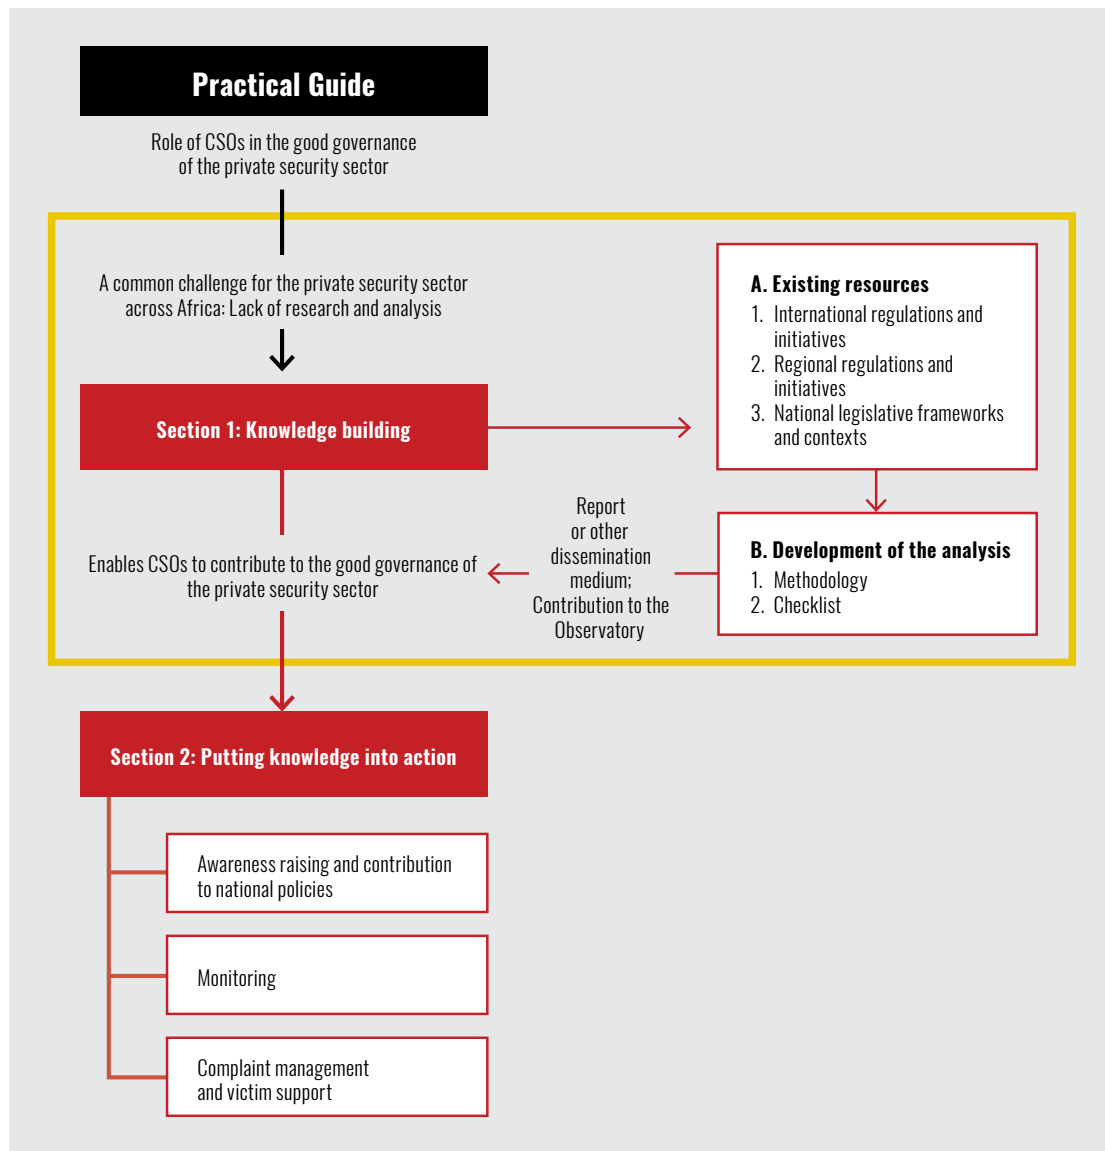 Practical Guide
Role of CSOs in the good governance
of the private security sector
A common challenge for the private security sector
across Africa: Lack of research and analysis
Section 1: Knowledge building
A. Existing resources
1. International regulations and
initiatives
2. Regional regulations and
initiatives
3. National legislative frameworks
and contexts
B. Development of the analysis
1. Methodology
2. Checklist
Report
or other
dissemination
medium;
Contribution to the
Observatory
Enables CSOs to contribute to the good governance of
the private security sector
Section 2: Putting knowledge into action
Awareness raising and contribution
to national policies
Monitoring
Complaint management
and victim support